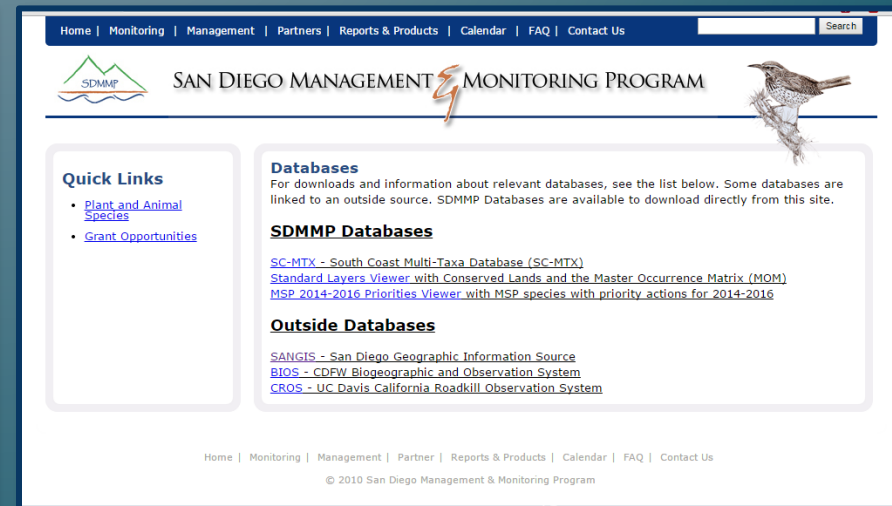 Home | Monitoring | Management | Partners | Reports & Products | Calendar | FAQ | Contact Us
Search
SDMMP
SAN DIEGO MANAGEMENT & MONITORING PROGRAM
Quick Links
• Plant and Animal
Species
• Grant Opportunities
Databases
For downloads and information about relevant databases, see the list below. Some databases are
linked to an outside source. SDMMP Databases are available to download directly from this site.
SDMMP Databases
SC-MTX - South Coast Multi-Taxa Database (SC-MTX)
Standard Layers Viewer with Conserved Lands and the Master Occurrence Matrix (MOM)
MSP 2014-2016 Priorities Viewer with MSP species with priority actions for 2014-2016
Outside Databases
SANGIS - San Diego Geographic Information Source
BIOS - CDFW Biogeographic and Observation System
CROS - UC Davis California Roadkill Observation System
Home | Monitoring | Management | Partner | Reports & Products | Calendar | FAQ | Contact Us
© 2010 San Diego Management & Monitoring Program